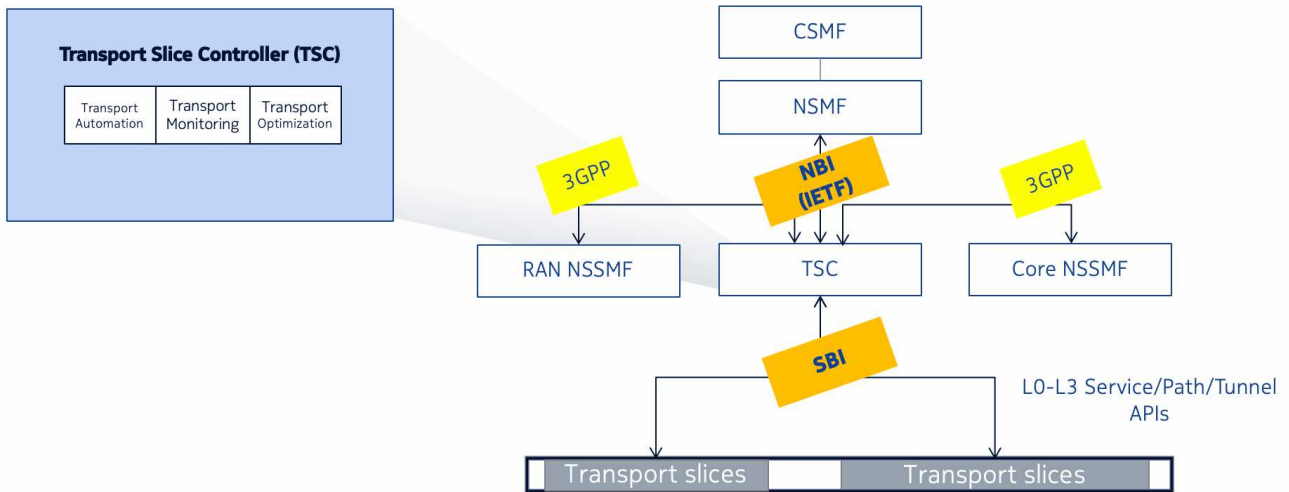 Transport Slice Controller (TSC)
Transport
Automation
Transport
Monitoring
Transport
Optimization
CSMF
NSMF
3GPP
NBI
(IETF)
3GPP
RAN NSSMF
TSC
Core NSSMF
SBI
L0-L3 Service/Path/Tunnel
APIs
Transport slices
Transport slices